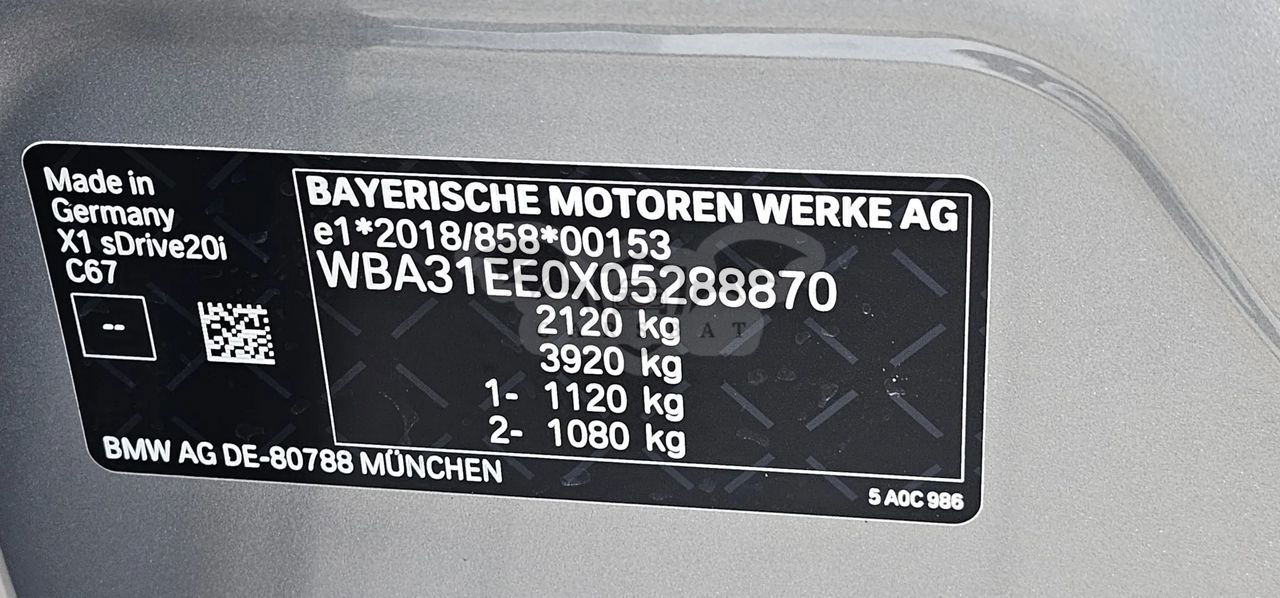 Made in
Germany
X1 sDrive20i
C67
--
BAYERISCHE MOTOREN WERKE AG
e1*2018/858*00153
WBA31EE0X05288870
2120 kg
3920 kg
1- 1120 kg
2- 1080 kg
BMW AG DE-80788 MÜNCHEN
5 A0C 986